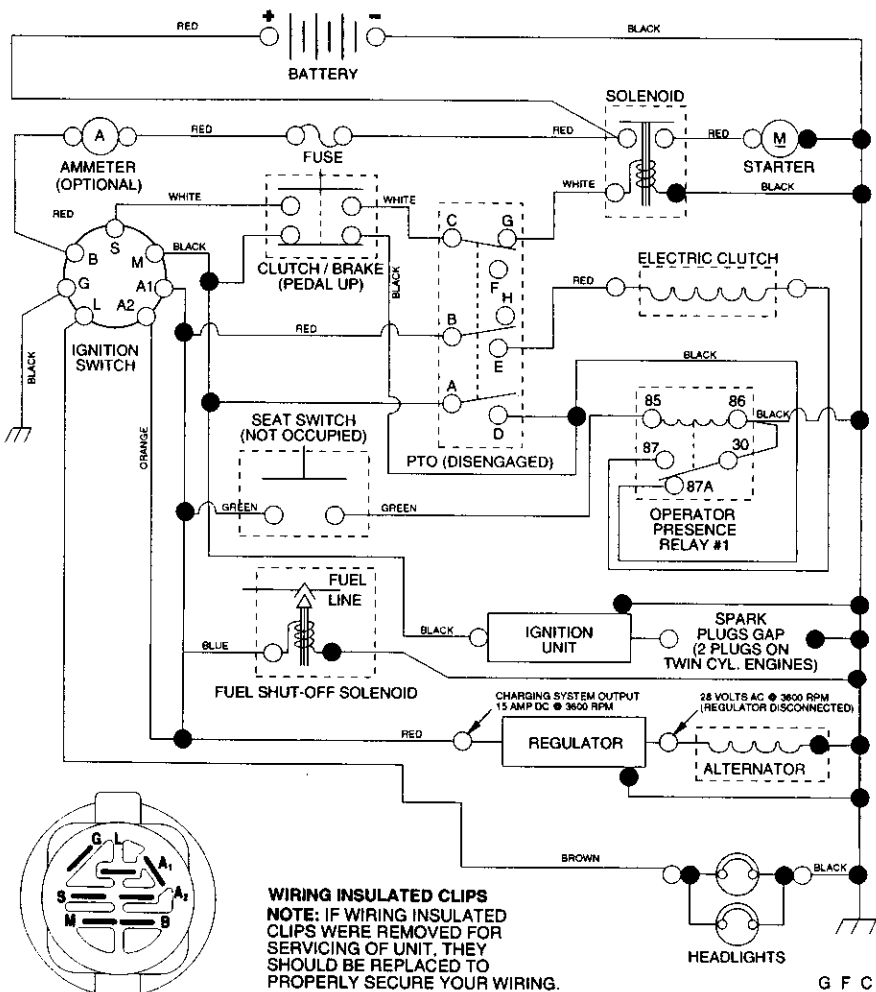 RED
+
-
BLACK
BATTERY
SOLENOID
A
RED
RED
RED
M
AMMETER
(OPTIONAL)
FUSE
STARTER
WHITE
WHITE
WHITE
BLACK
RED
S
BLACK
C
G
B
M
CLUTCH / BRAKE
(PEDAL UP)
BLACK
ELECTRIC CLUTCH
G
A1
F
RED
L
A2
H
B
IGNITION
SWITCH
RED
E
BLACK
BLACK
A
85
86
SEAT SWITCH
(NOT OCCUPIED)
BLACK
D
ORANGE
87
30
PTO (DISENGAGED)
87A
GREEN
GREEN
OPERATOR
PRESENCE
RELAY #1
FUEL
LINE
SPARK
PLUGS GAP
(2 PLUGS ON
TWIN CYL. ENGINES)
BLACK
IGNITION
UNIT
BLUE
FUEL SHUT-OFF SOLENOID
CHARGING SYSTEM OUTPUT
15 AMP DC @ 3600 RPM
28 VOLTS AC @ 3600 RPM
(REGULATOR DISCONNECTED)
RED
REGULATOR
ALTERNATOR
G L
A1
A2
S
M
B
BROWN
BLACK
WIRING INSULATED CLIPS
NOTE: IF WIRING INSULATED
CLIPS WERE REMOVED FOR
SERVICING OF UNIT, THEY
SHOULD BE REPLACED TO
PROPERLY SECURE YOUR WIRING.
HEADLIGHTS
G F C